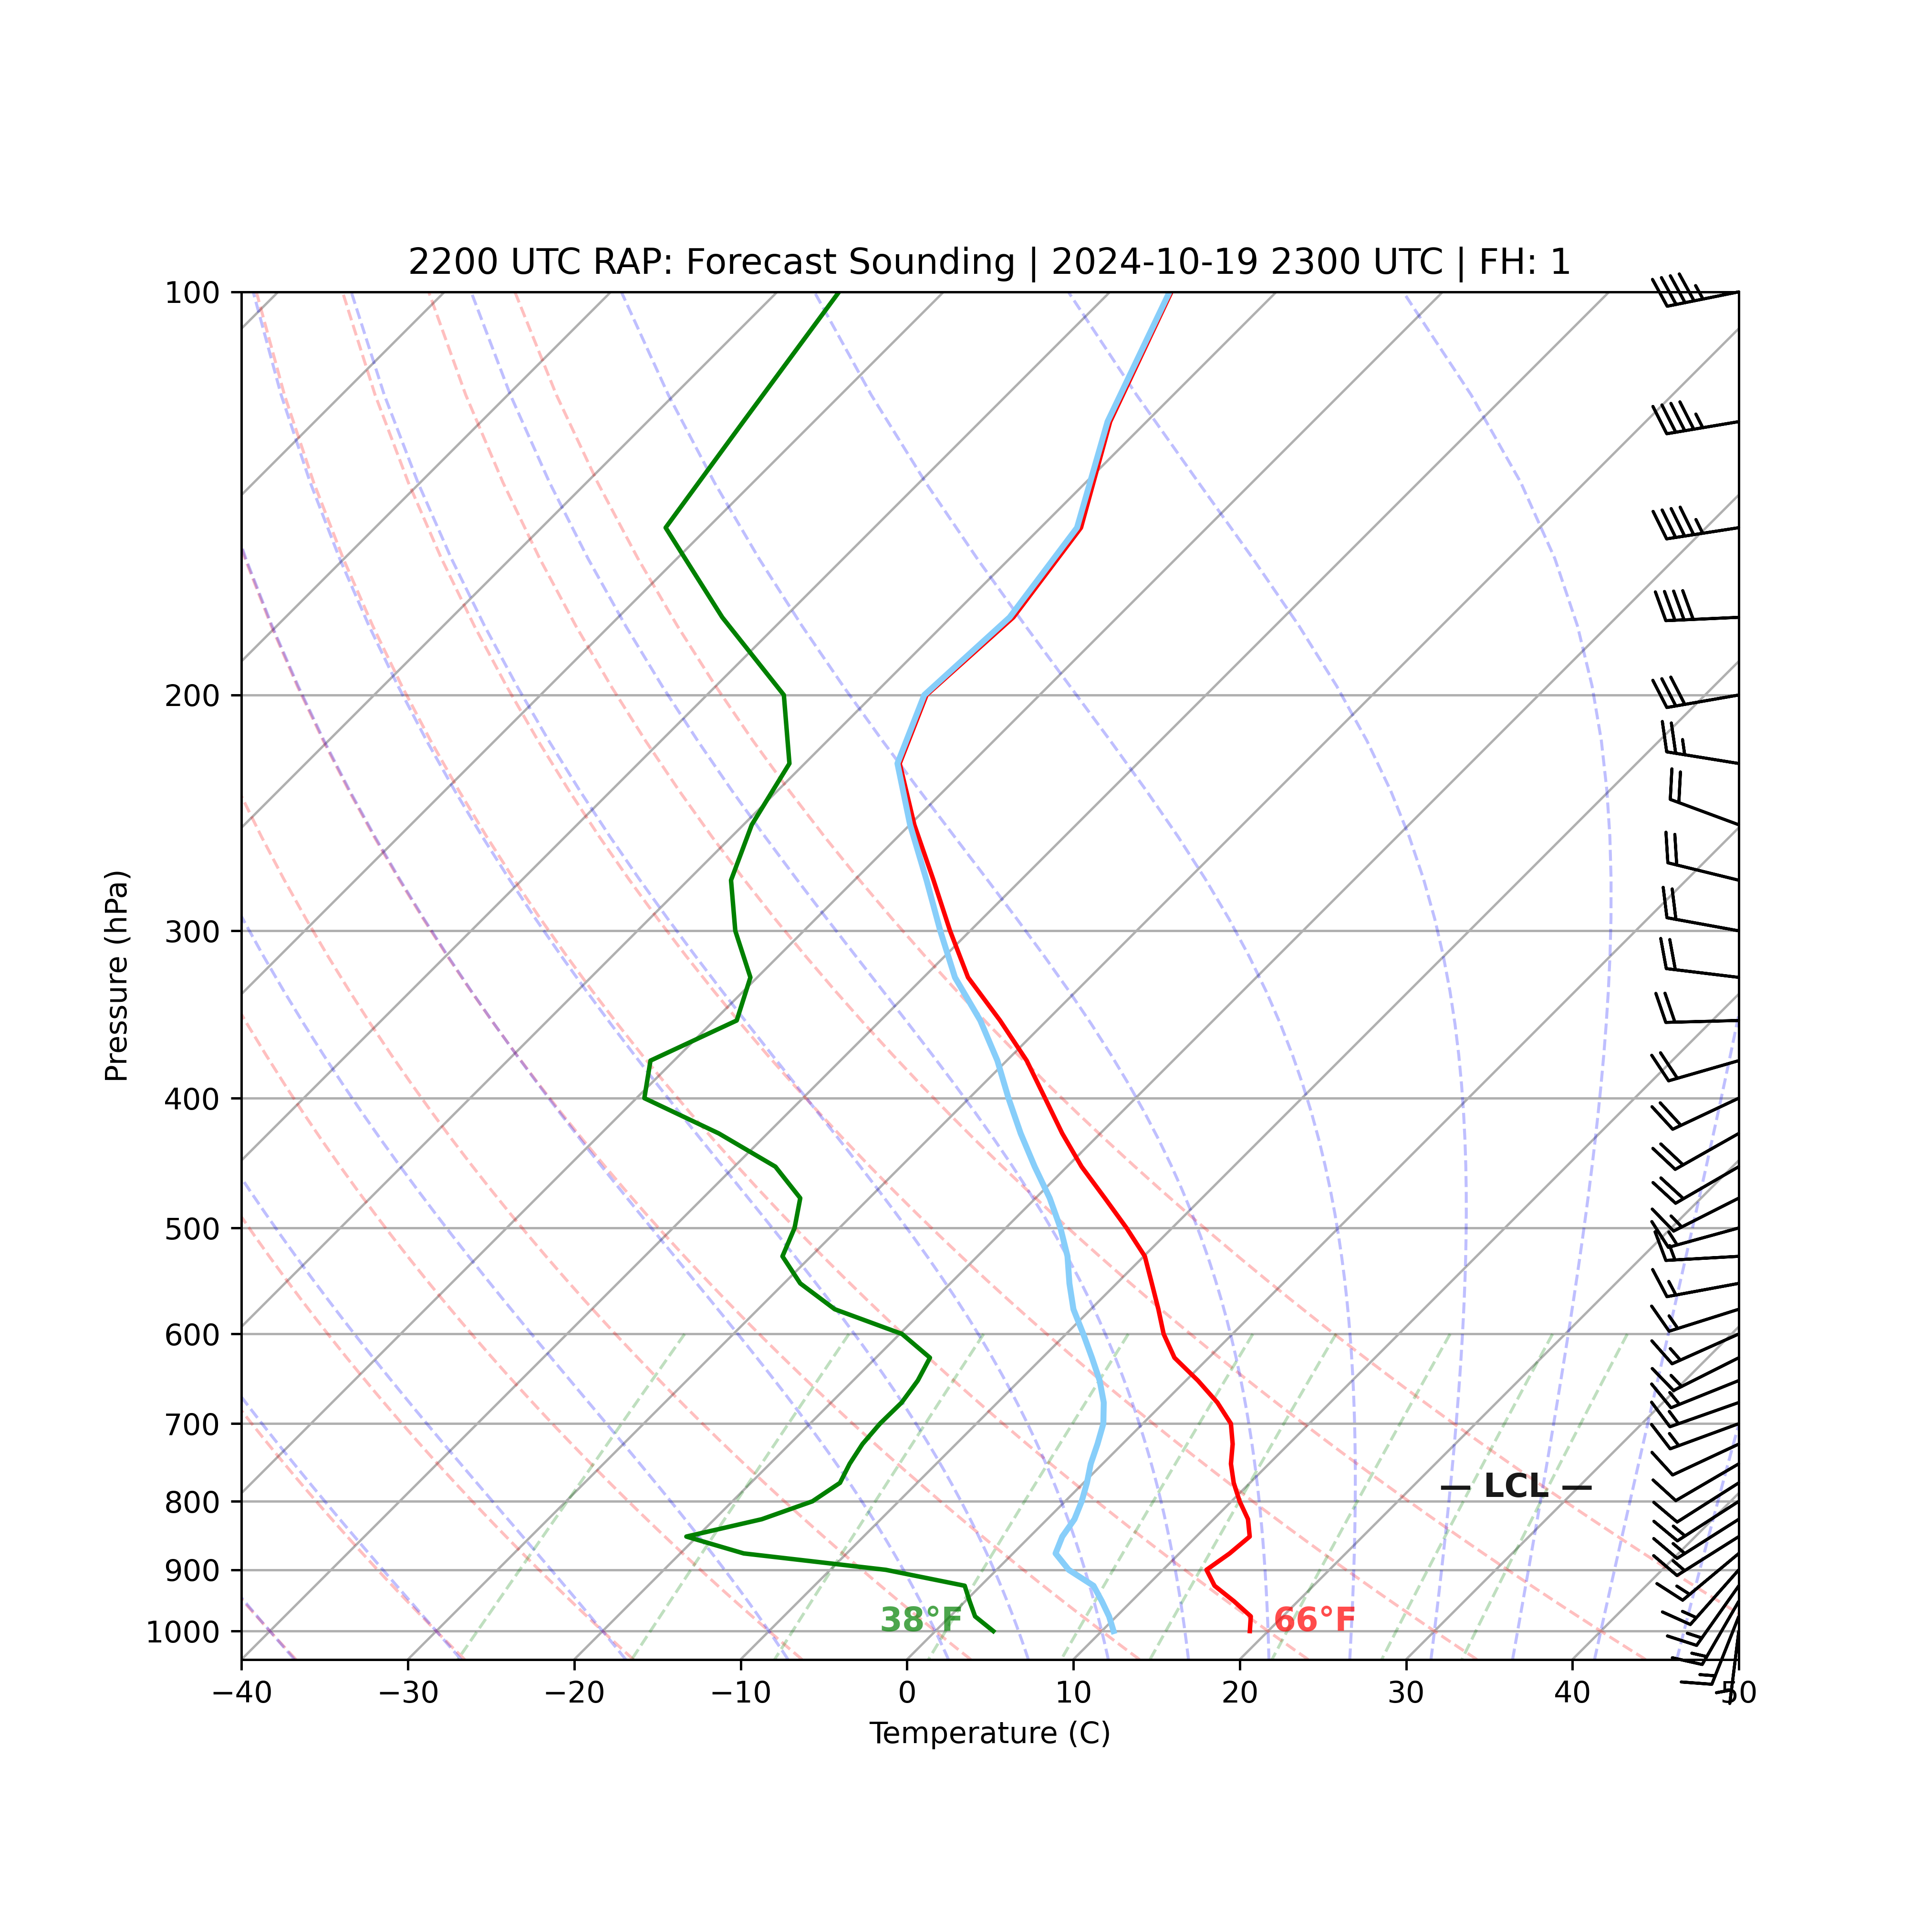 2200 UTC RAP: Forecast Sounding | 2024-10-19 2300 UTC | FH: 1
100
200
300
400
500
600
700
800
900
1000
Pressure (hPa)
— LCL —
38°F
66°F
−40 −30 −20 −10 0 10 20 30 40 50
Temperature (C)